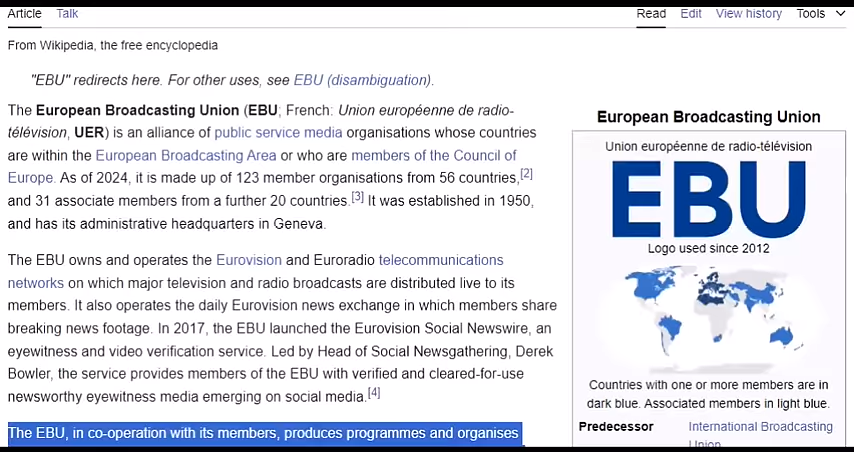 Article Talk Read Edit View history Tools
From Wikipedia, the free encyclopedia
"EBU" redirects here. For other uses, see EBU (disambiguation).
The European Broadcasting Union (EBU; French: Union européenne de radio-
télévision, UER) is an alliance of public service media organisations whose countries
are within the European Broadcasting Area or who are members of the Council of
Europe. As of 2024, it is made up of 123 member organisations from 56 countries,[2]
and 31 associate members from a further 20 countries.[3] It was established in 1950,
and has its administrative headquarters in Geneva.
The EBU owns and operates the Eurovision and Euroradio telecommunications
networks on which major television and radio broadcasts are distributed live to its
members. It also operates the daily Eurovision news exchange in which members share
breaking news footage. In 2017, the EBU launched the Eurovision Social Newswire, an
eyewitness and video verification service. Led by Head of Social Newsgathering, Derek
Bowler, the service provides members of the EBU with verified and cleared-for-use
newsworthy eyewitness media emerging on social media.[4]
The EBU, in co-operation with its members, produces programmes and organises
European Broadcasting Union
Union européenne de radio-télévision
EBU
Logo used since 2012
Countries with one or more members are in
dark blue. Associated members in light blue.
Predecessor International Broadcasting
Union